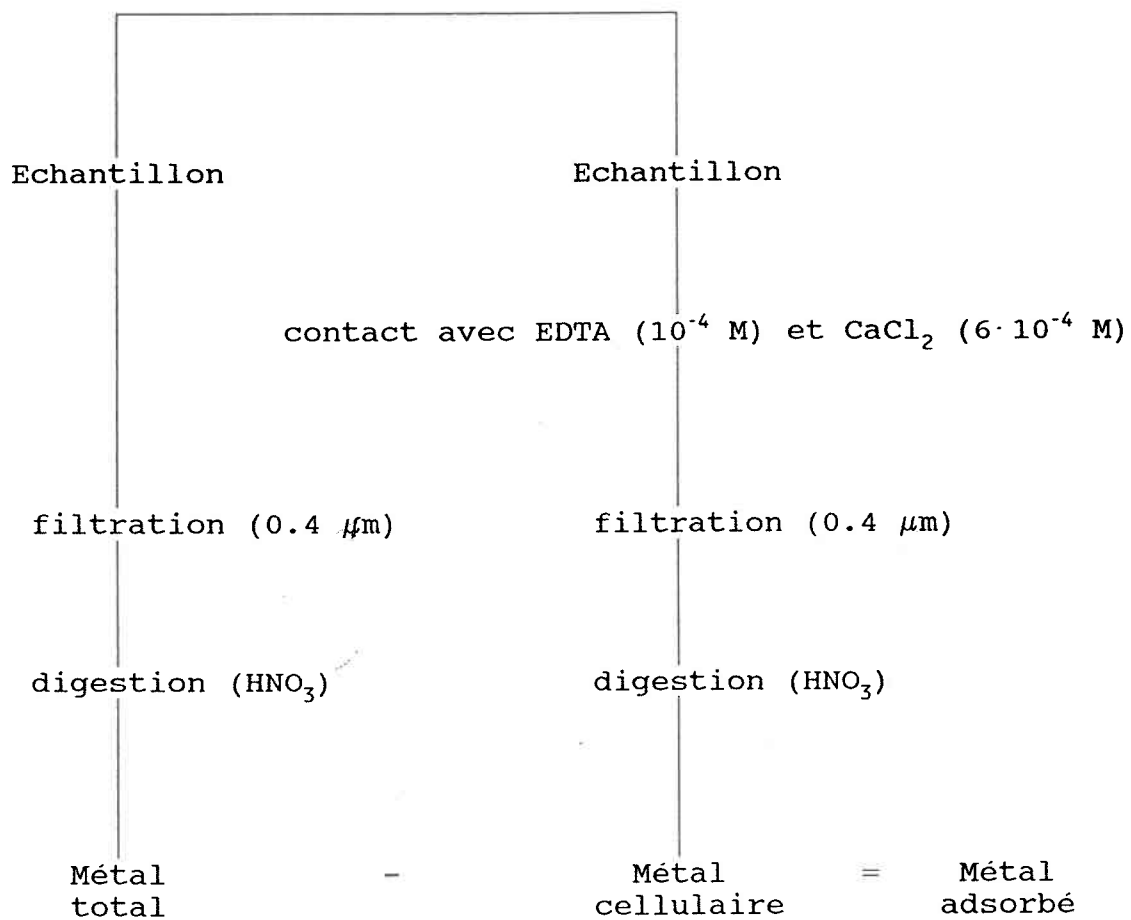 Echantillon Echantillon
contact avec EDTA (10⁻⁴ M) et CaCl₂ (6·10⁻⁴ M)
filtration (0.4 µm) filtration (0.4 µm)
digestion (HNO₃) digestion (HNO₃)
Métal - Métal = Métal
total cellulaire adsorbé